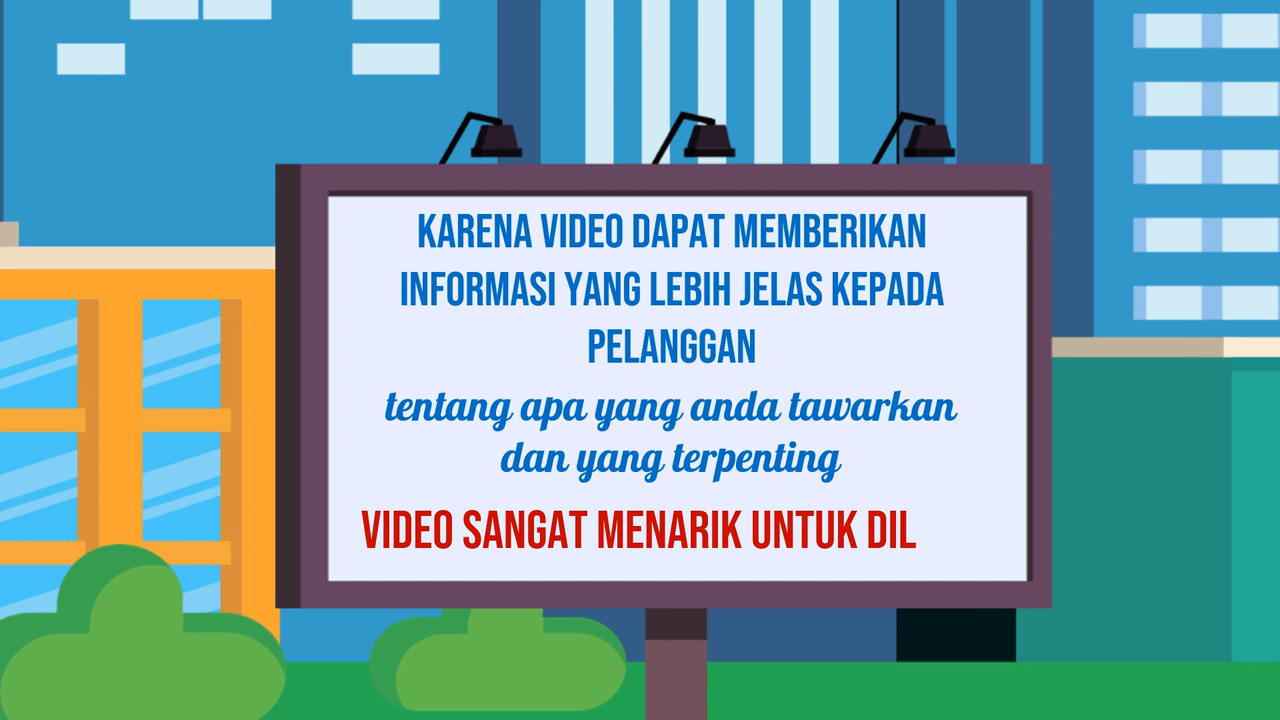 KARENA VIDEO DAPAT MEMBERIKAN
INFORMASI YANG LEBIH JELAS KEPADA
PELANGGAN
tentang apa yang anda tawarkan
dan yang terpenting
VIDEO SANGAT MENARIK UNTUK DIL